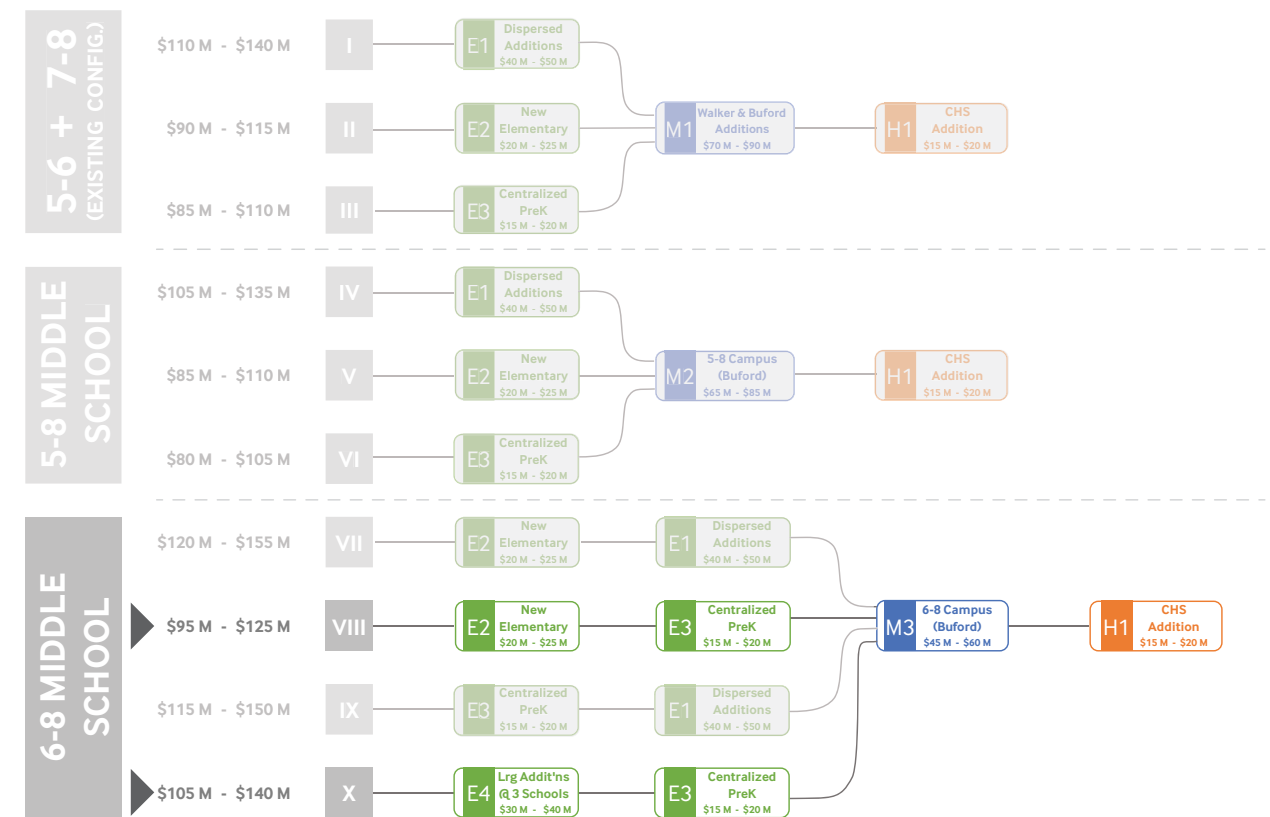 5-6 + 7-8
(EXISTING CONFIG.)
$110 M - $140 M
I
E1
Dispersed
Additions
$40 M - $50 M
$90 M - $115 M
II
E2
New
Elementary
$20 M - $25 M
M1
Walker & Buford
Additions
$70 M - $90 M
H1
CHS
Addition
$15 M - $20 M
$85 M - $110 M
III
E3
Centralized
PreK
$15 M - $20 M
5-8 MIDDLE
SCHOOL
$105 M - $135 M
IV
E1
Dispersed
Additions
$40 M - $50 M
$85 M - $110 M
V
E2
New
Elementary
$20 M - $25 M
M2
5-8 Campus
(Buford)
$65 M - $85 M
H1
CHS
Addition
$15 M - $20 M
$80 M - $105 M
VI
E3
Centralized
PreK
$15 M - $20 M
6-8 MIDDLE
SCHOOL
$120 M - $155 M
VII
E2
New
Elementary
$20 M - $25 M
E1
Dispersed
Additions
$40 M - $50 M
$95 M - $125 M
VIII
E2
New
Elementary
$20 M - $25 M
E3
Centralized
PreK
$15 M - $20 M
M3
6-8 Campus
(Buford)
$45 M - $60 M
H1
CHS
Addition
$15 M - $20 M
$115 M - $150 M
IX
E3
Centralized
PreK
$15 M - $20 M
E1
Dispersed
Additions
$40 M - $50 M
$105 M - $140 M
X
E4
Lrg Addit'ns
@ 3 Schools
$30 M - $40 M
E3
Centralized
PreK
$15 M - $20 M